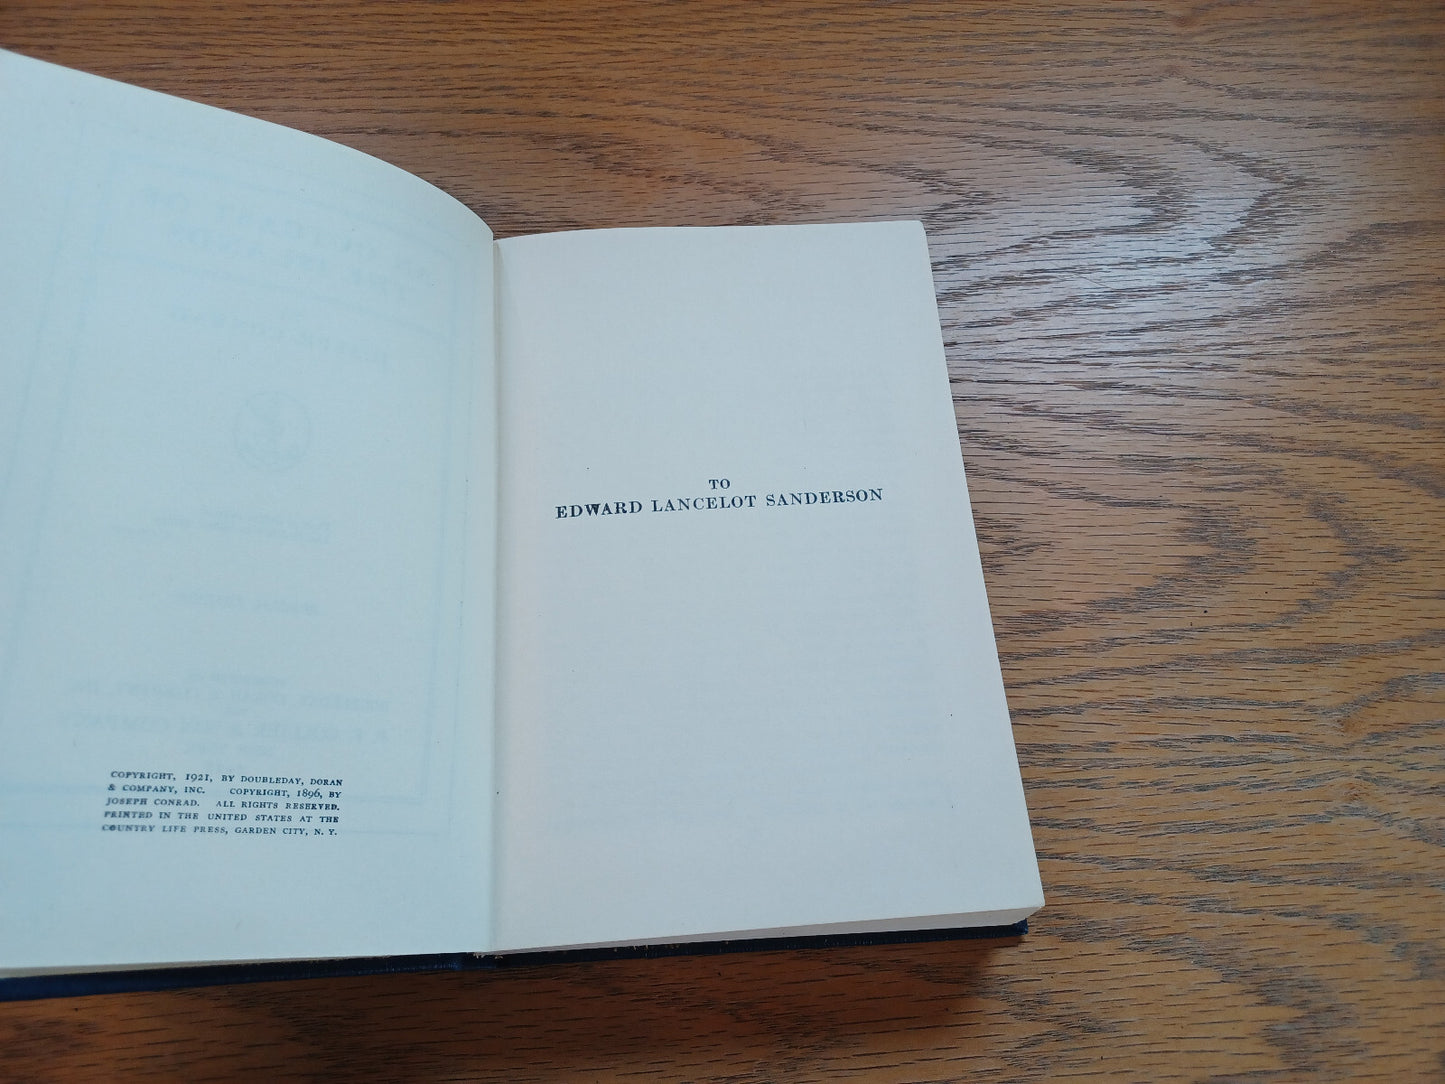 COPYRIGHT, 1921, BY DOUBLEDAY, DORAN
& COMPANY, INC. COPYRIGHT, 1896, BY
JOSEPH CONRAD. ALL RIGHTS RESERVED.
PRINTED IN THE UNITED STATES AT THE
COUNTRY LIFE PRESS, GARDEN CITY, N. Y.
TO
EDWARD LANCELOT SANDERSON